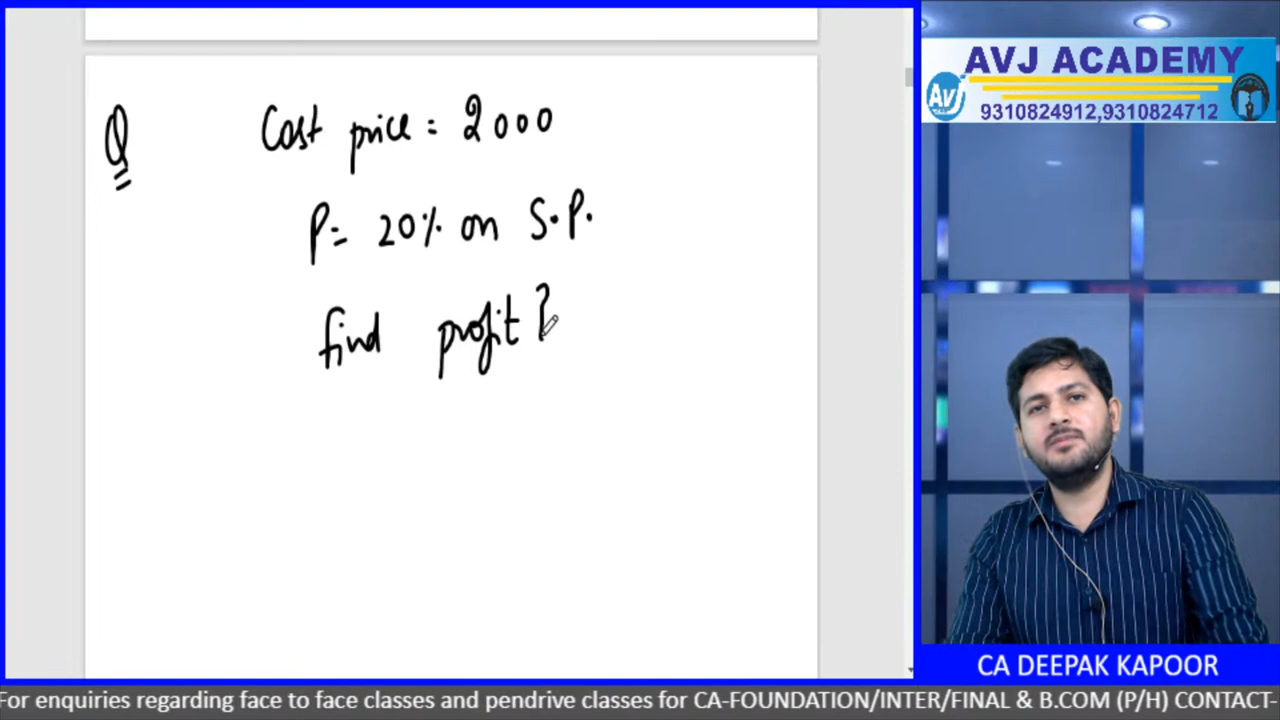 Q Cost price = 2000
P = 20% on S.P.
find profit ?
AVJ ACADEMY
AV
9310824912,9310824712
CA DEEPAK KAPOOR
For enquiries regarding face to face classes and pendrive classes for CA-FOUNDATION/INTER/FINAL & B.COM (P/H) CONTACT-